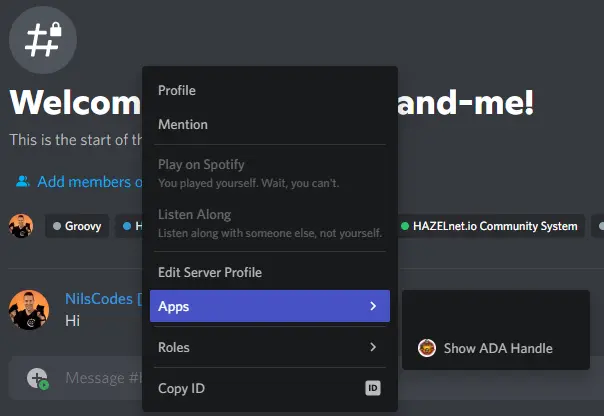 Welcom and-me!
This is the start of th
Add members o
Groovy
H
HAZELnet.io Community System
NilsCodes [
Hi
Message #b
Profile
Mention
Play on Spotify
You played yourself. Wait, you can't.
Listen Along
Listen along with someone else, not yourself.
Edit Server Profile
Apps
Roles
Copy ID
ID
Show ADA Handle